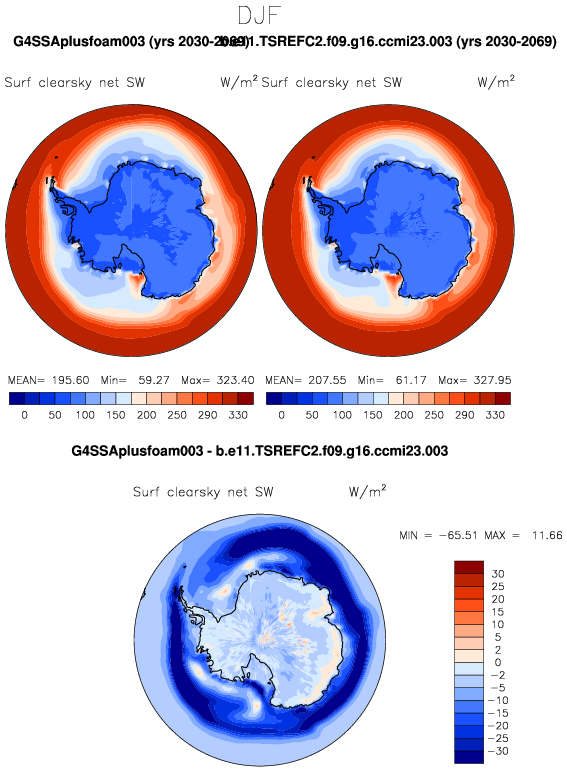 DJF
G4SSAplusfoam003 (yrs 2030-2069) b.e11.TSREFC2.f09.g16.ccmi23.003 (yrs 2030-2069)
Surf clearsky net SW W/m² Surf clearsky net SW W/m²
MEAN= 195.60 Min= 59.27 Max= 323.40 MEAN= 207.55 Min= 61.17 Max= 327.95
0 50 100 150 200 250 290 330 0 50 100 150 200 250 290 330
G4SSAplusfoam003 - b.e11.TSREFC2.f09.g16.ccmi23.003
Surf clearsky net SW W/m²
MIN = -65.51 MAX = 11.66
30
25
20
15
10
5
2
0
-2
-5
-10
-15
-20
-25
-30